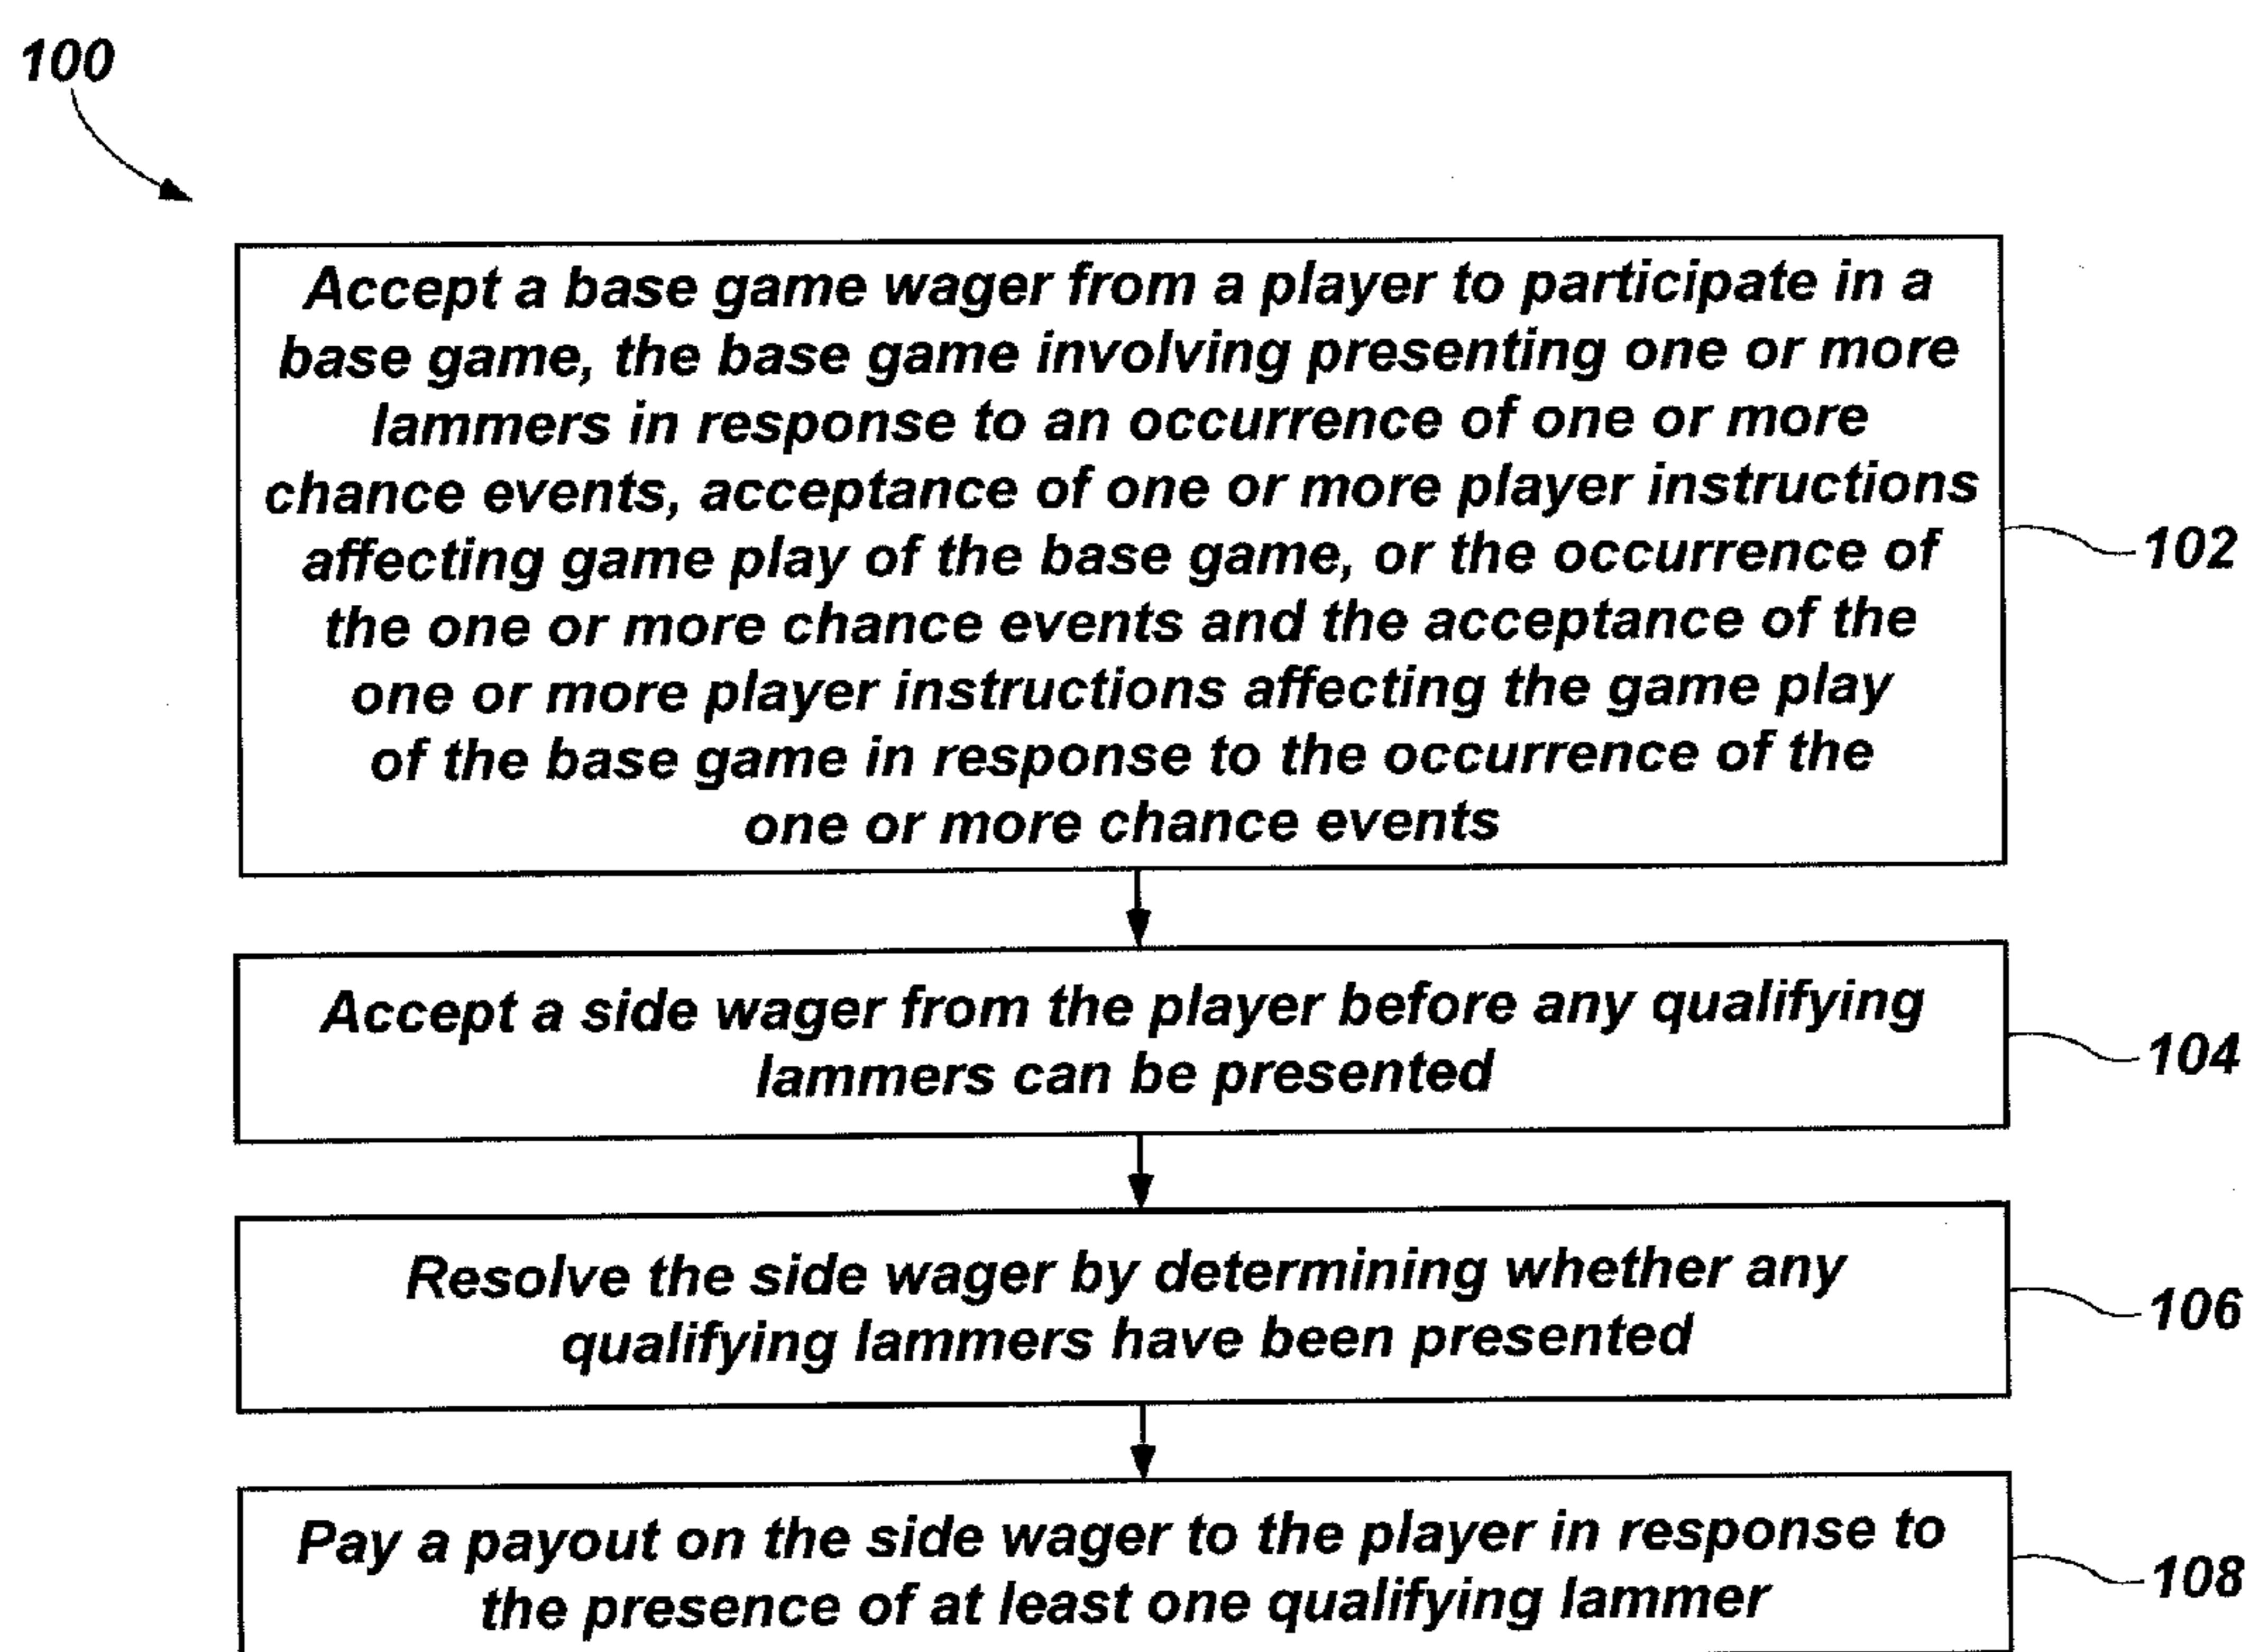 100
Accept a base game wager from a player to participate in a
base game, the base game involving presenting one or more
lammers in response to an occurrence of one or more
chance events, acceptance of one or more player instructions
affecting game play of the base game, or the occurrence of
the one or more chance events and the acceptance of the
one or more player instructions affecting the game play
of the base game in response to the occurrence of the
one or more chance events
102
Accept a side wager from the player before any qualifying
lammers can be presented
104
Resolve the side wager by determining whether any
qualifying lammers have been presented
106
Pay a payout on the side wager to the player in response to
the presence of at least one qualifying lammer
108